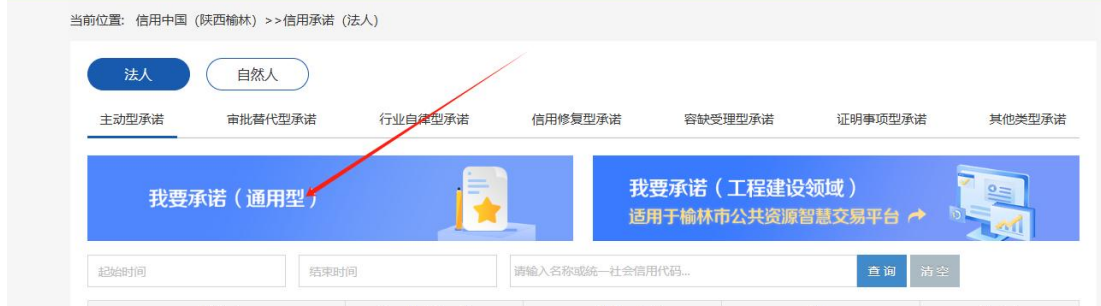 当前位置: 信用中国（陕西榆林）>>信用承诺（法人）
法人 自然人
主动型承诺 审批替代型承诺 行业自律型承诺 信用修复型承诺 容缺受理型承诺 证明事项型承诺 其他类型承诺
我要承诺（通用型）
我要承诺（工程建设领域）
适用于榆林市公共资源智慧交易平台
起始时间 结束时间 请输入名称或统一社会信用代码... 查询 清空